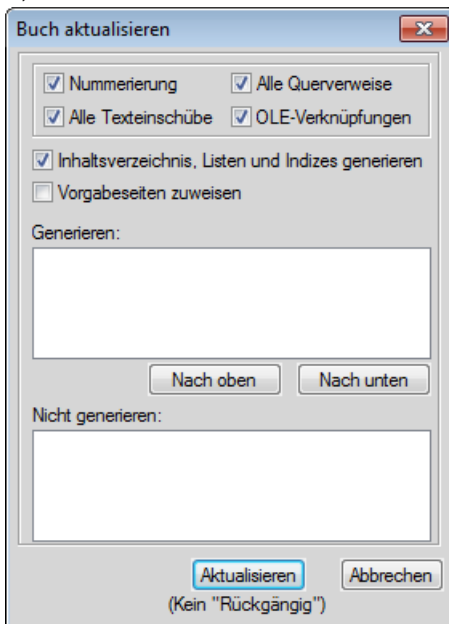 Buch aktualisieren
Nummerierung Alle Querverweise
Alle Texteinschübe OLE-Verknüpfungen
Inhaltsverzeichnis, Listen und Indizes generieren
Vorgabeseiten zuweisen
Generieren:
Nach oben Nach unten
Nicht generieren:
Aktualisieren Abbrechen
(Kein "Rückgängig")